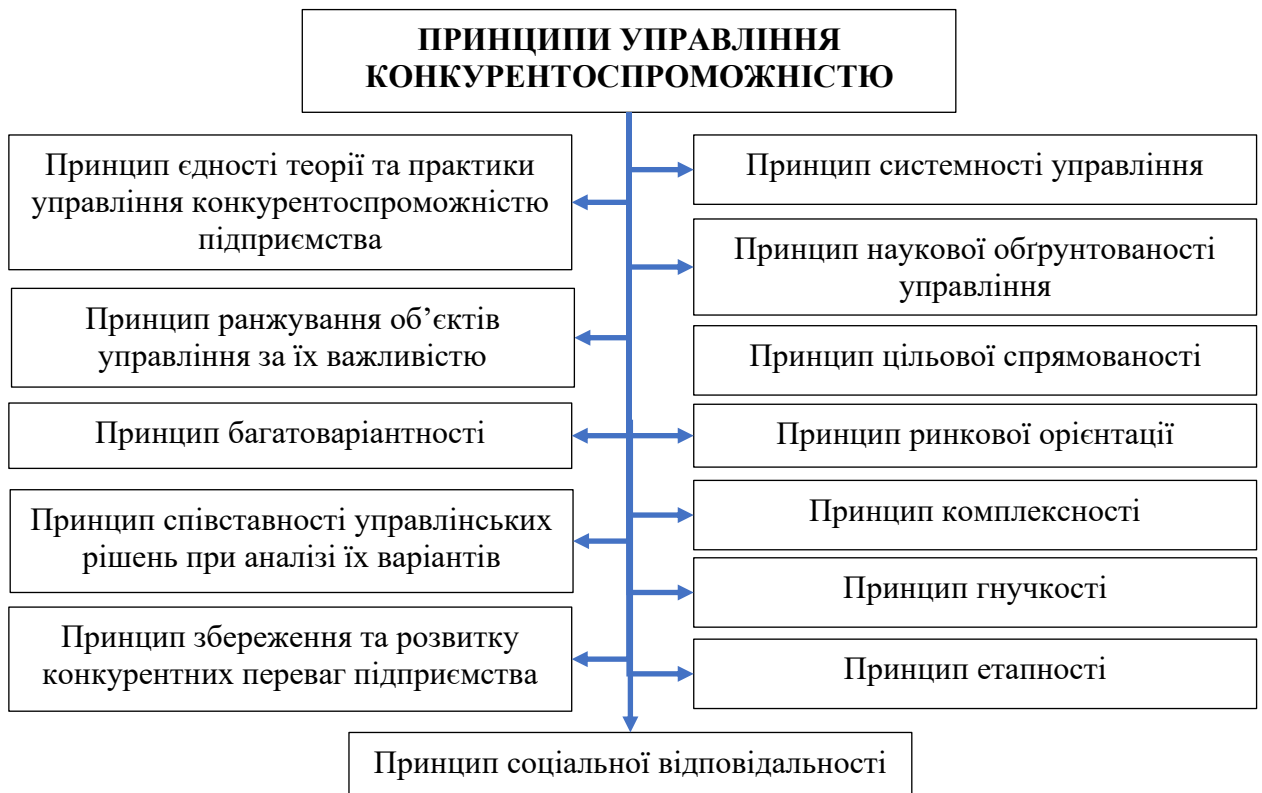 ПРИНЦИПИ УПРАВЛІННЯ
КОНКУРЕНТОСПРОМОЖНІСТЮ
Принцип єдності теорії та практики
управління конкурентоспроможністю
підприємства
Принцип ранжування об’єктів
управління за їх важливістю
Принцип багатоваріантності
Принцип співставності управлінських
рішень при аналізі їх варіантів
Принцип збереження та розвитку
конкурентних переваг підприємства
Принцип системності управління
Принцип наукової обґрунтованості
управління
Принцип цільової спрямованості
Принцип ринкової орієнтації
Принцип комплексності
Принцип гнучкості
Принцип етапності
Принцип соціальної відповідальності